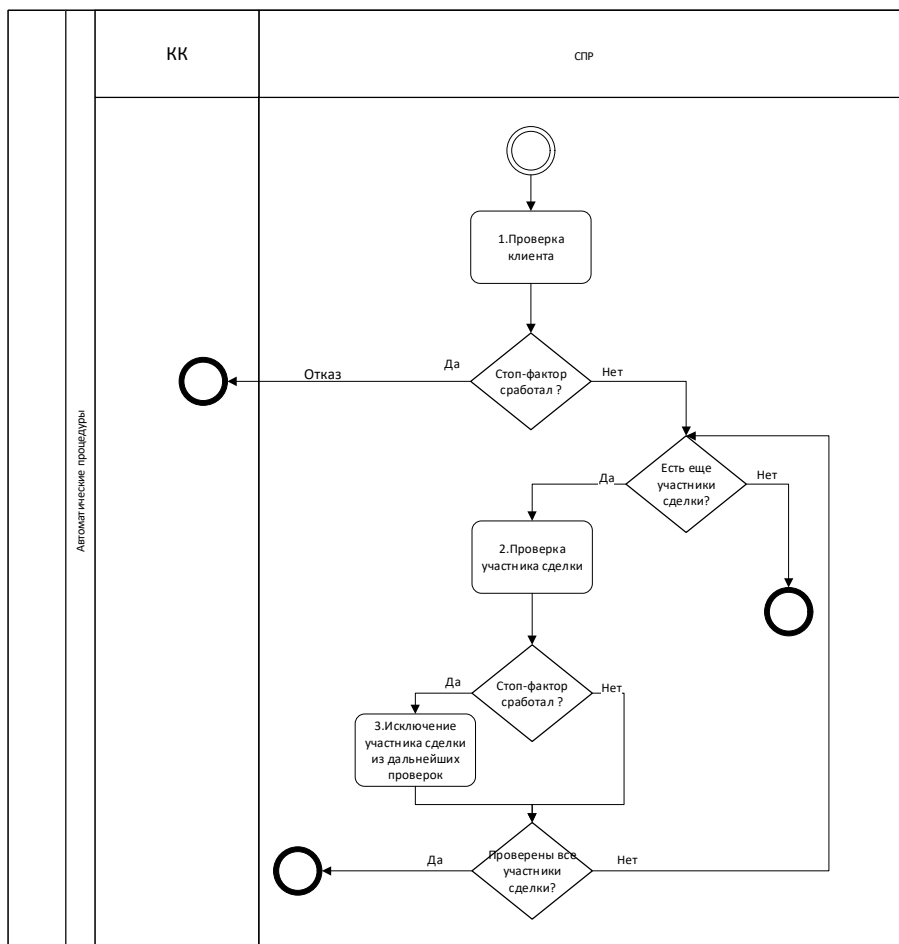 КК
СПР
Автоматические процедуры
1.Проверка
клиента
Стоп-фактор
сработал ?
Да
Отказ
Нет
Есть еще
участники
сделки?
Да
Нет
2.Проверка
участника сделки
Стоп-фактор
сработал ?
Да
Нет
3.Исключение
участника сделки
из дальнейших
проверок
Проверены все
участники
сделки?
Да
Нет